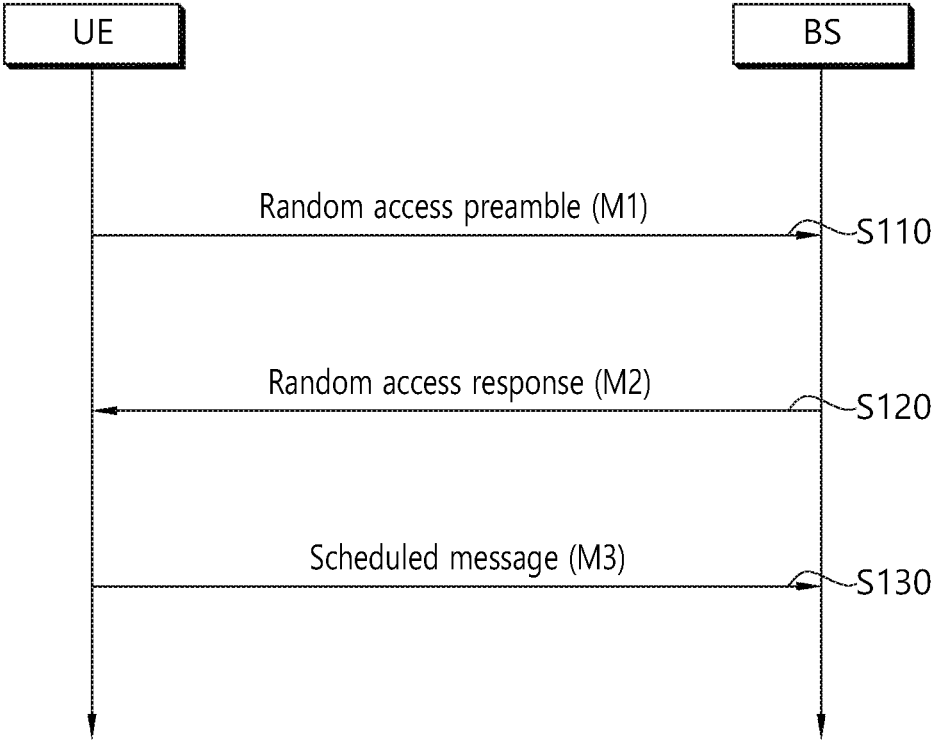 UE
BS
Random access preamble (M1)
S110
Random access response (M2)
S120
Scheduled message (M3)
S130